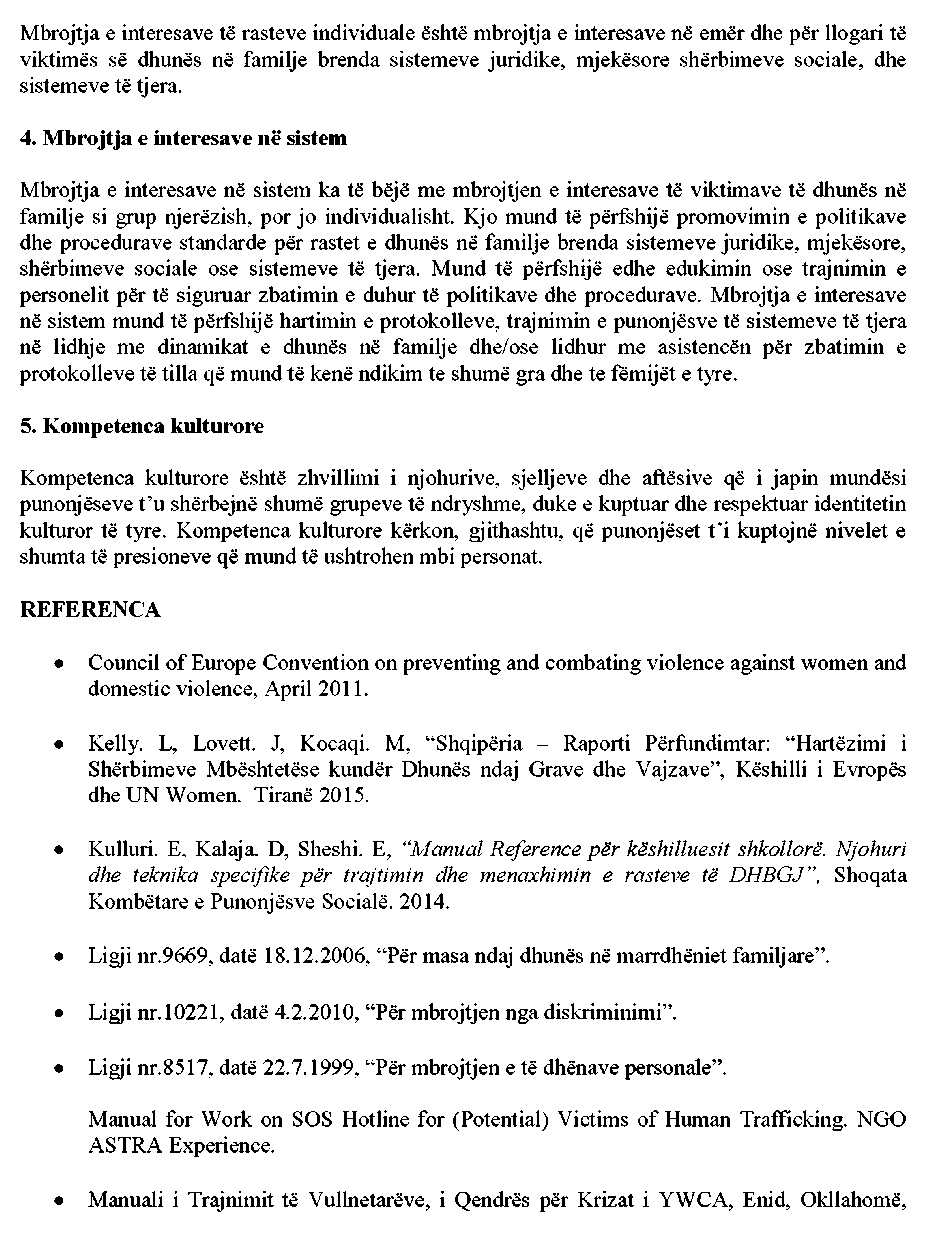 Mbrojtja e interesave të rasteve individuale është mbrojtja e interesave në emër dhe për llogari të
viktimës së dhunës në familje brenda sistemeve juridike, mjekësore shërbimeve sociale, dhe
sistemeve të tjera.
4. Mbrojtja e interesave në sistem
Mbrojtja e interesave në sistem ka të bëjë me mbrojtjen e interesave të viktimave të dhunës në
familje si grup njerëzish, por jo individualisht. Kjo mund të përfshijë promovimin e politikave
dhe procedurave standarde për rastet e dhunës në familje brenda sistemeve juridike, mjekësore,
shërbimeve sociale ose sistemeve të tjera. Mund të përfshijë edhe edukimin ose trajnimin e
personelit për të siguruar zbatimin e duhur të politikave dhe procedurave. Mbrojtja e interesave
në sistem mund të përfshijë hartimin e protokolleve, trajnimin e punonjësve të sistemeve të tjera
në lidhje me dinamikat e dhunës në familje dhe/ose lidhur me asistencën për zbatimin e
protokolleve të tilla që mund të kenë ndikim te shumë gra dhe te fëmijët e tyre.
5. Kompetenca kulturore
Kompetenca kulturore është zhvillimi i njohurive, sjelljeve dhe aftësive që i japin mundësi
punonjëseve t’u shërbejnë shumë grupeve të ndryshme, duke e kuptuar dhe respektuar identitetin
kulturor të tyre. Kompetenca kulturore kërkon, gjithashtu, që punonjëset t’i kuptojnë nivelet e
shumta të presioneve që mund të ushtrohen mbi personat.
REFERENCA
• Council of Europe Convention on preventing and combating violence against women and
domestic violence, April 2011.
• Kelly. L, Lovett. J, Kocaqi. M, “Shqipëria – Raporti Përfundimtar: “Hartëzimi i
Shërbimeve Mbështetëse kundër Dhunës ndaj Grave dhe Vajzave”, Këshilli i Evropës
dhe UN Women. Tiranë 2015.
• Kulluri. E, Kalaja. D, Sheshi. E, “Manual Reference për këshilluesit shkollorë. Njohuri
dhe teknika specifike për trajtimin dhe menaxhimin e rasteve të DHBGJ”, Shoqata
Kombëtare e Punonjësve Socialë. 2014.
• Ligji nr.9669, datë 18.12.2006, “Për masa ndaj dhunës në marrdhëniet familjare”.
• Ligji nr.10221, datë 4.2.2010, “Për mbrojtjen nga diskriminimi”.
• Ligji nr.8517, datë 22.7.1999, “Për mbrojtjen e të dhënave personale”.
Manual for Work on SOS Hotline for (Potential) Victims of Human Trafficking. NGO
ASTRA Experience.
• Manuali i Trajnimit të Vullnetarëve, i Qendrës për Krizat i YWCA, Enid, Okllahomë,